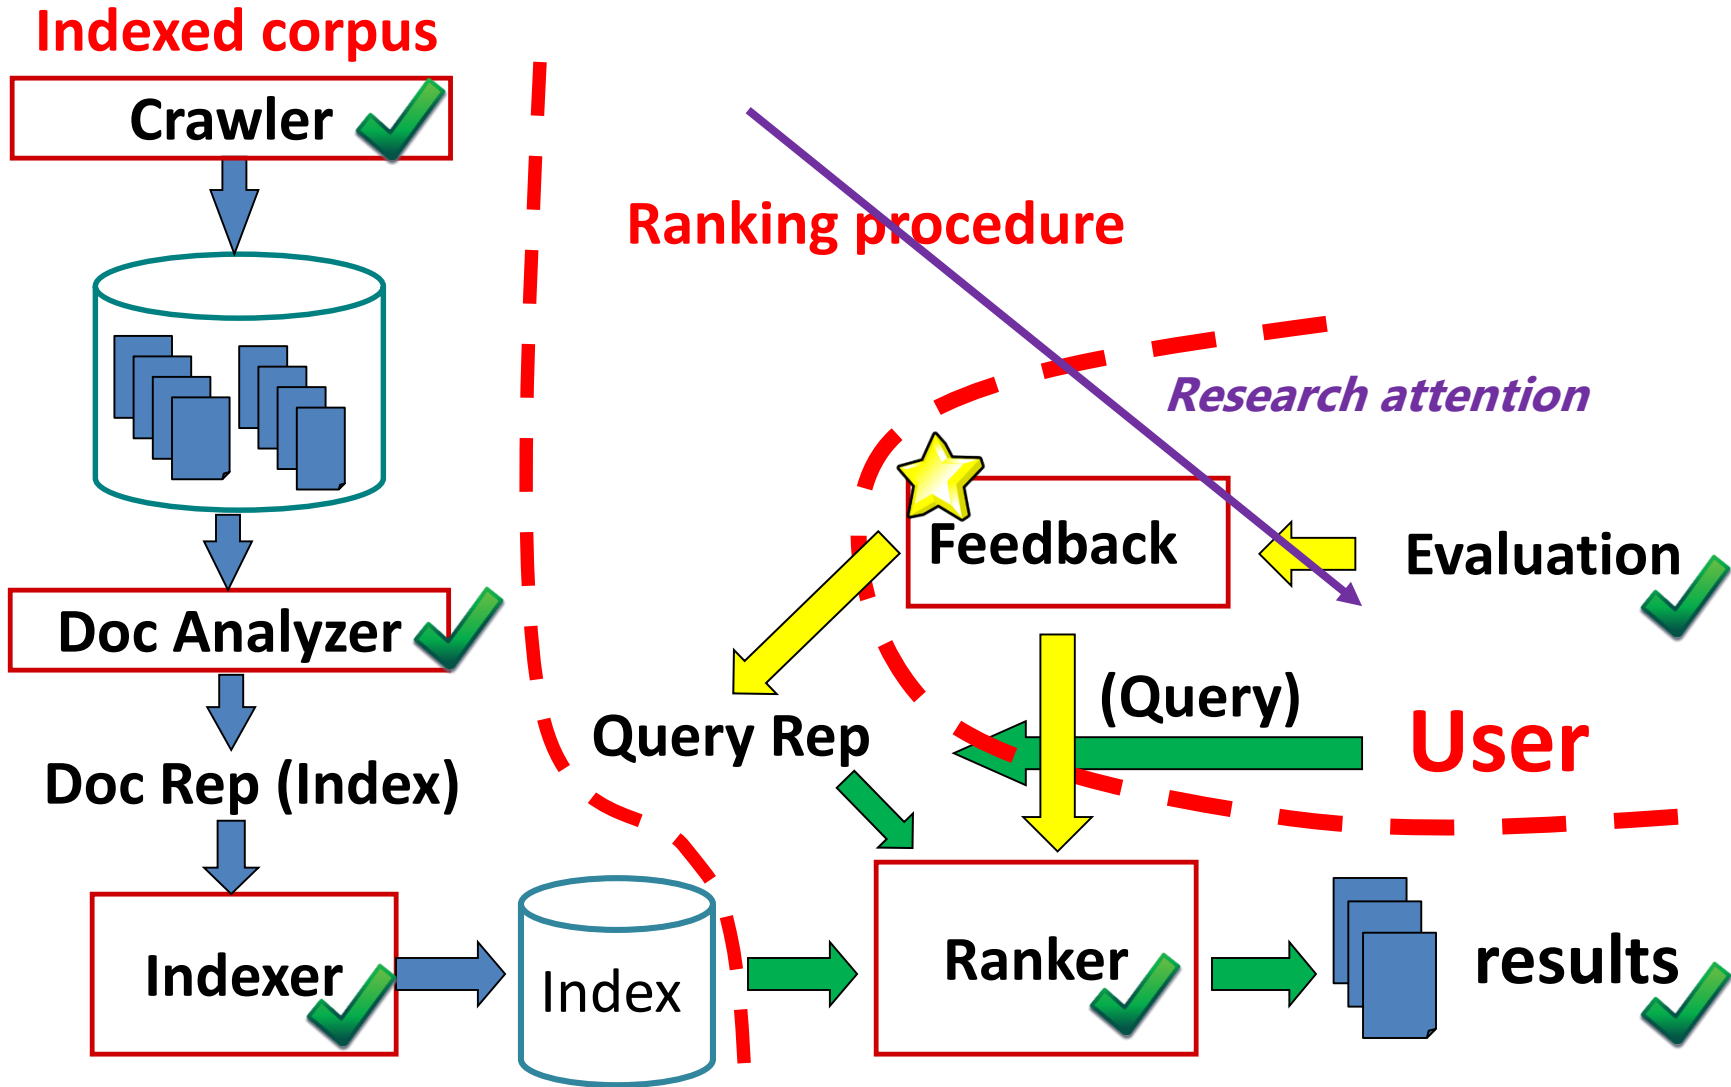 Indexed corpus
Crawler
Ranking procedure
Research attention
Feedback
Evaluation
Doc Analyzer
(Query)
User
Query Rep
Doc Rep (Index)
Indexer
Index
Ranker
results